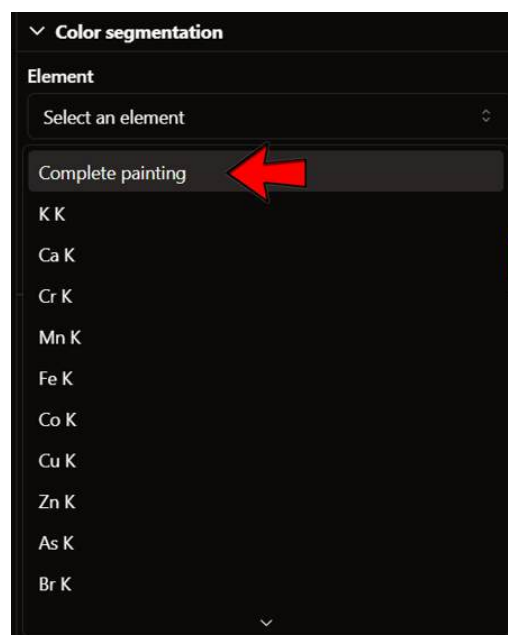 Color segmentation
Element
Select an element
Complete painting
K K
Ca K
Cr K
Mn K
Fe K
Co K
Cu K
Zn K
As K
Br K